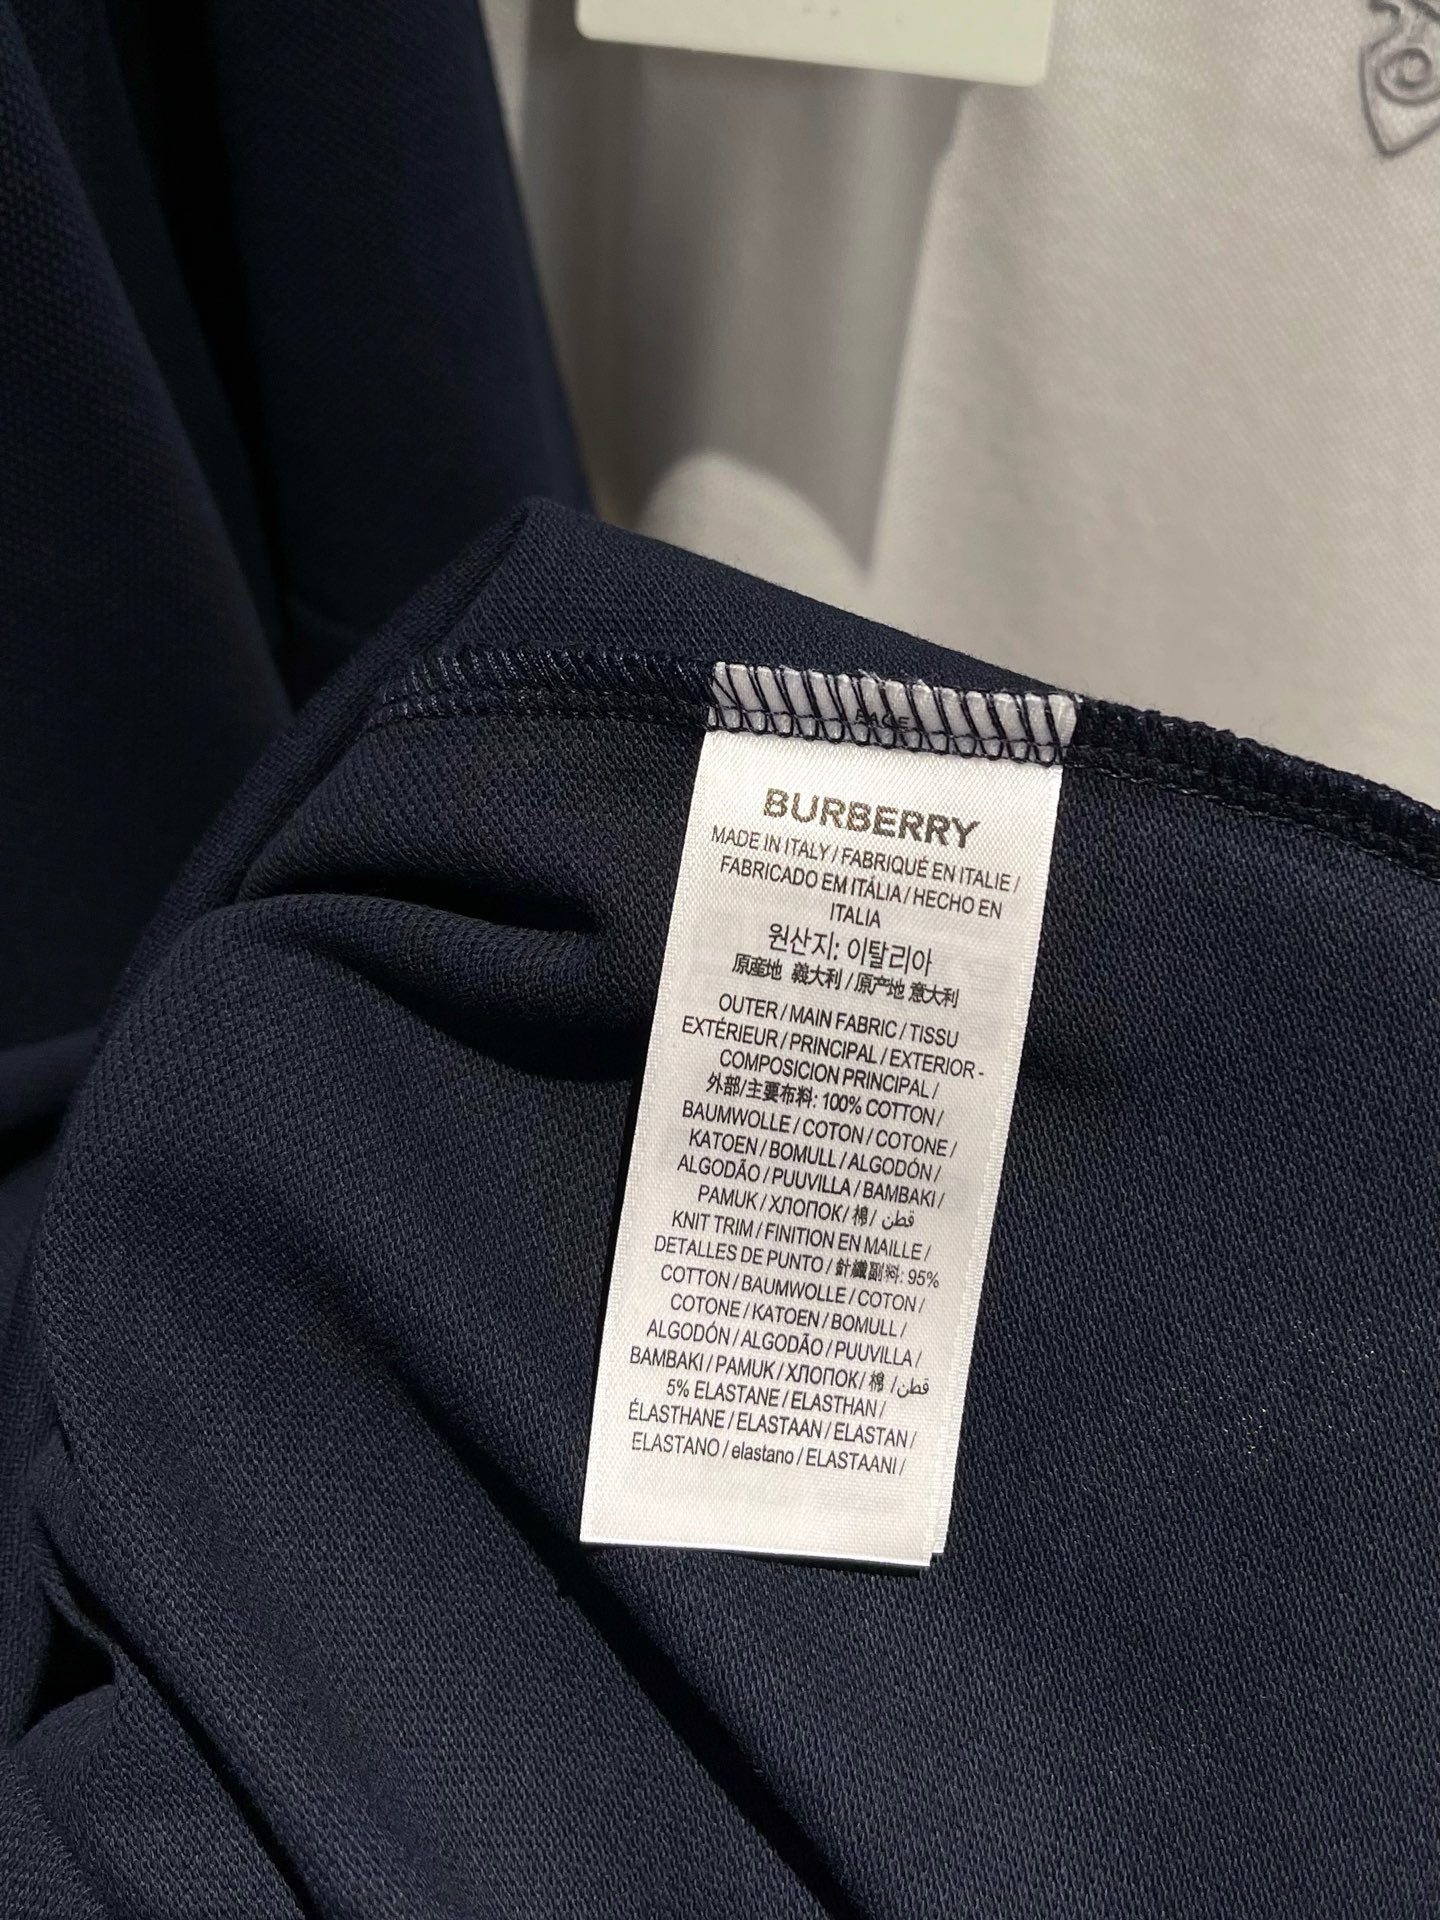 FACE
BURBERRY
MADE IN ITALY / FABRIQUÉ EN ITALIE /
FABRICADO EM ITÁLIA / HECHO EN
ITALIA
원산지: 이탈리아
原産地 義大利 / 原产地 意大利
OUTER / MAIN FABRIC / TISSU
EXTÉRIEUR / PRINCIPAL / EXTERIOR -
COMPOSICION PRINCIPAL /
外部/主要布料: 100% COTTON /
BAUMWOLLE / COTON / COTONE /
KATOEN / BOMULL / ALGODÓN /
ALGODÃO / PUUVILLA / BAMBAKI /
PAMUK / ХЛОПОК / 棉 / قطن
KNIT TRIM / FINITION EN MAILLE /
DETALLES DE PUNTO / 針織副料: 95%
COTTON / BAUMWOLLE / COTON /
COTONE / KATOEN / BOMULL /
ALGODÓN / ALGODÃO / PUUVILLA /
BAMBAKI / PAMUK / ХЛОПОК / 棉 / قطن
5% ELASTANE / ELASTHAN /
ÉLASTHANE / ELASTAAN / ELASTAN /
ELASTANO / elastano / ELASTAANI /